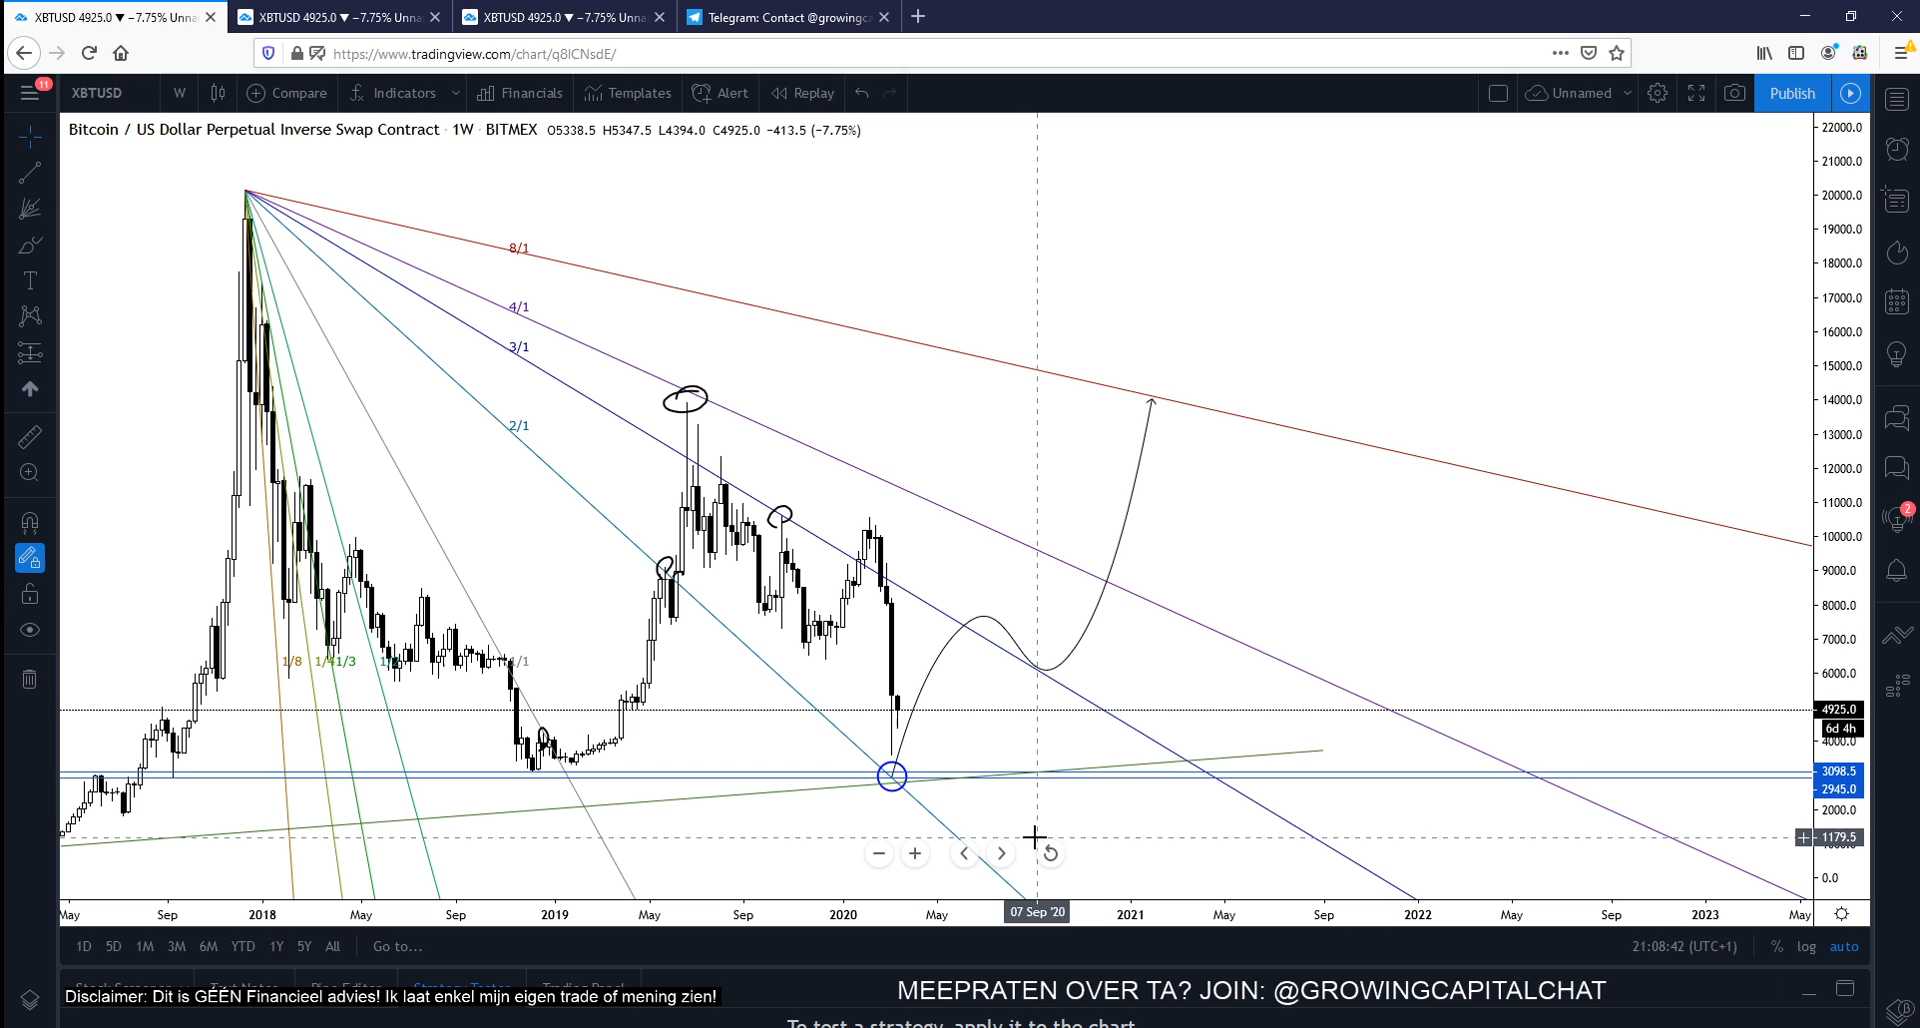 XBTUSD 4925.0 ▼ −7.75% Unna
XBTUSD 4925.0 ▼ −7.75% Unna
XBTUSD 4925.0 ▼ −7.75% Unna
Telegram: Contact @growingca
https://www.tradingview.com/chart/q8lCNsdE/
11
XBTUSD
W
Compare
Indicators
Financials
Templates
Alert
Replay
Unnamed
Publish
Bitcoin / US Dollar Perpetual Inverse Swap Contract · 1W · BITMEX O5338.5 H5347.5 L4394.0 C4925.0 −413.5 (−7.75%)
22000.0
21000.0
20000.0
19000.0
18000.0
17000.0
16000.0
15000.0
14000.0
13000.0
12000.0
11000.0
10000.0
9000.0
8000.0
7000.0
6000.0
4925.0
6d 4h
4000.0
3098.5
2945.0
2000.0
1179.5
0.0
8/1
4/1
3/1
2/1
1/8
1/4
1/3
1/1
2
May
Sep
2018
May
Sep
2019
May
Sep
2020
May
07 Sep '20
2021
May
Sep
2022
May
Sep
2023
May
1D 5D 1M 3M 6M YTD 1Y 5Y All
Go to...
21:08:42 (UTC+1)
% log auto
Disclaimer: Dit is GÉÉN Financieel advies! Ik laat enkel mijn eigen trade of mening zien!
MEEPRATEN OVER TA? JOIN: @GROWINGCAPITALCHAT
To test a strategy, apply it to the chart